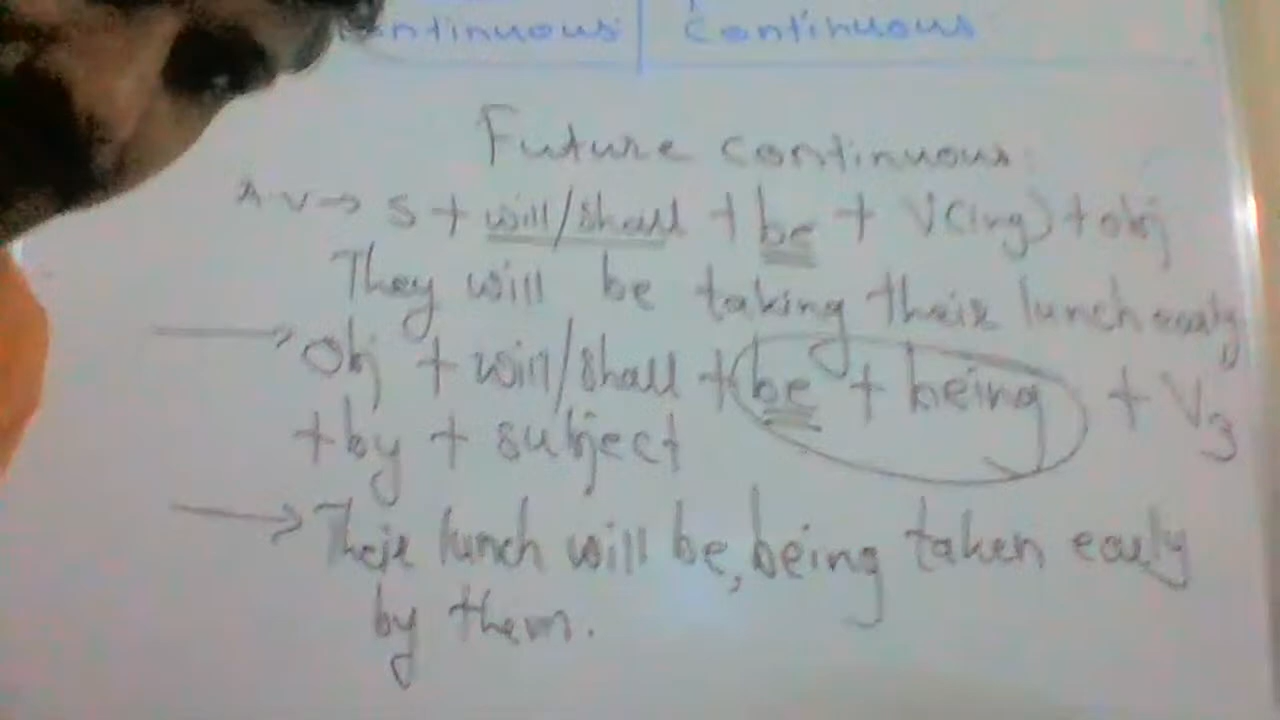 continuous | continuous
Future continuous.
A.V → S + will/shall + be + V(ing) + obj
They will be taking their lunch early
→ Obj + will/shall + be + being + V3
+ by + subject
→ Their lunch will be, being taken early
by them.